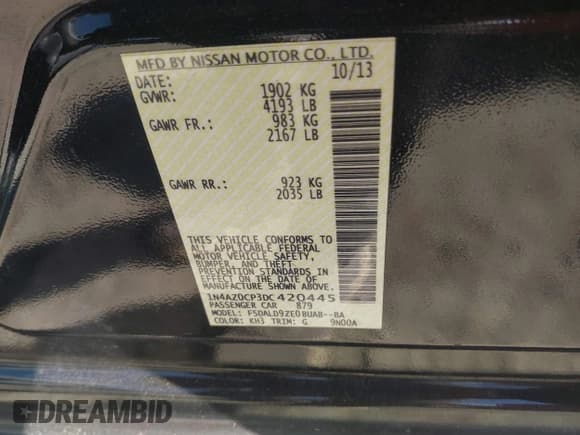 MFD BY NISSAN MOTOR CO., LTD.
DATE: 10/13
GVWR: 1902 KG
4193 LB
GAWR FR.: 983 KG
2167 LB
GAWR RR.: 923 KG
2035 LB
THIS VEHICLE CONFORMS TO
ALL APPLICABLE FEDERAL
MOTOR VEHICLE SAFETY,
BUMPER, AND THEFT
PREVENTION STANDARDS IN
EFFECT ON THE DATE OF
MANUFACTURE SHOWN ABOVE.
1N4AZ0CP3DC420445
PASSENGER CAR 879
MODEL: FSDALD9ZE0BUAB--BA
COLOR: KH3 TRIM: G 9N00A
DREAMBID